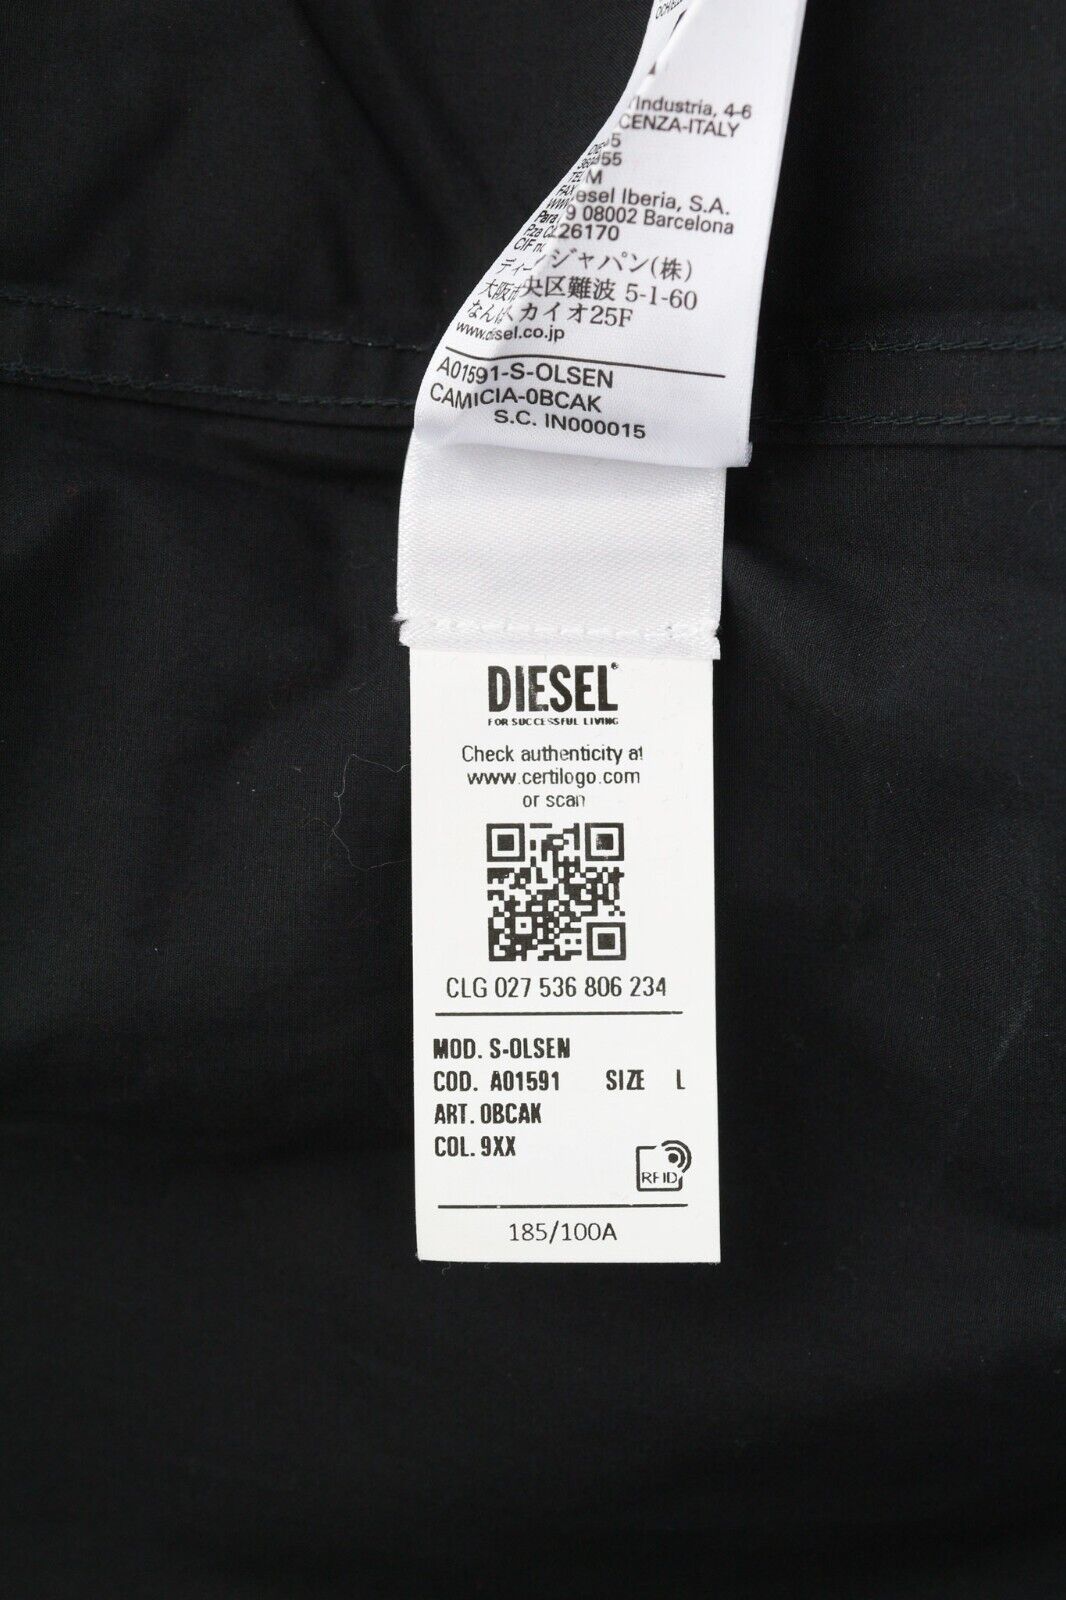 l'Industria, 4-6
CENZA-ITALY
TEL
FAX
Diesel Iberia, S.A.
08002 Barcelona
26170
ジャパン(株)
央区難波 5-1-60
カイオ25F
www.diesel.co.jp
A01591-S-OLSEN
CAMICIA-0BCAK
S.C. IN000015
DIESEL®
FOR SUCCESSFUL LIVING
Check authenticity at
www.certilogo.com
or scan
CLG 027 536 806 234
MOD. S-OLSEN
COD. A01591 SIZE L
ART. 0BCAK
COL. 9XX
RFID
185/100A